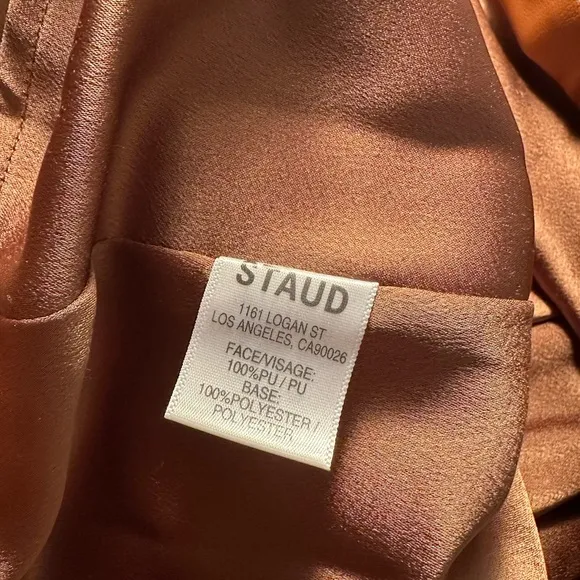 STAUD
1161 LOGAN ST
LOS ANGELES, CA90026
FACE/VISAGE:
100%PU / PU
BASE:
100%POLYESTER /
POLYESTER